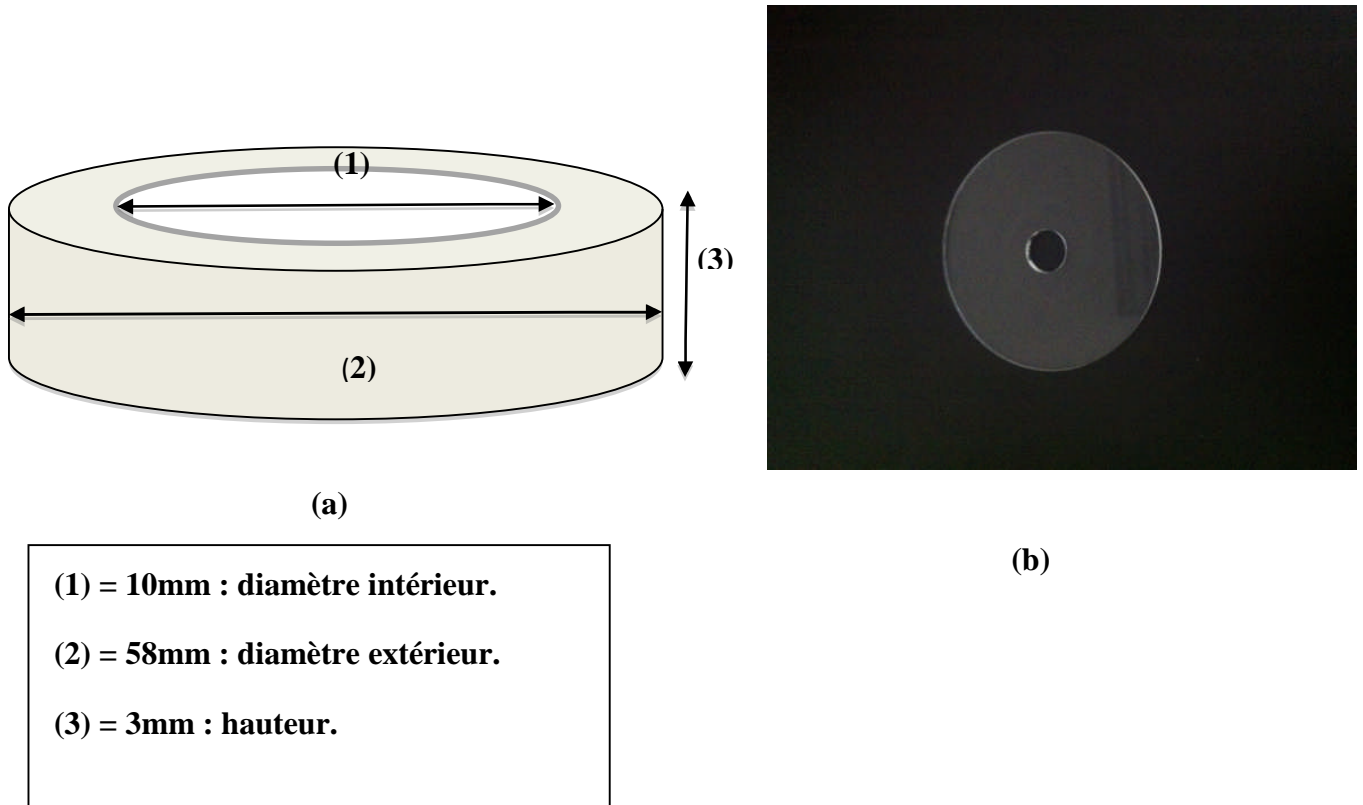 (1)
(3)
(2)
(a)
(b)
(1) = 10mm : diamètre intérieur.
(2) = 58mm : diamètre extérieur.
(3) = 3mm : hauteur.